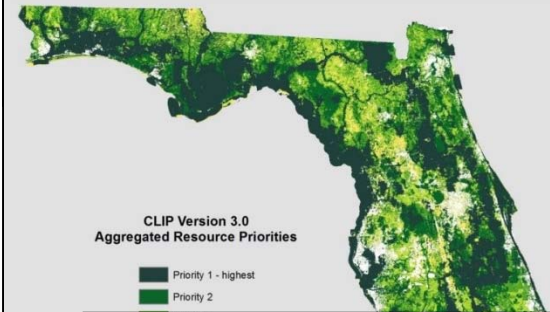 CLIP Version 3.0
Aggregated Resource Priorities
Priority 1 - highest
Priority 2